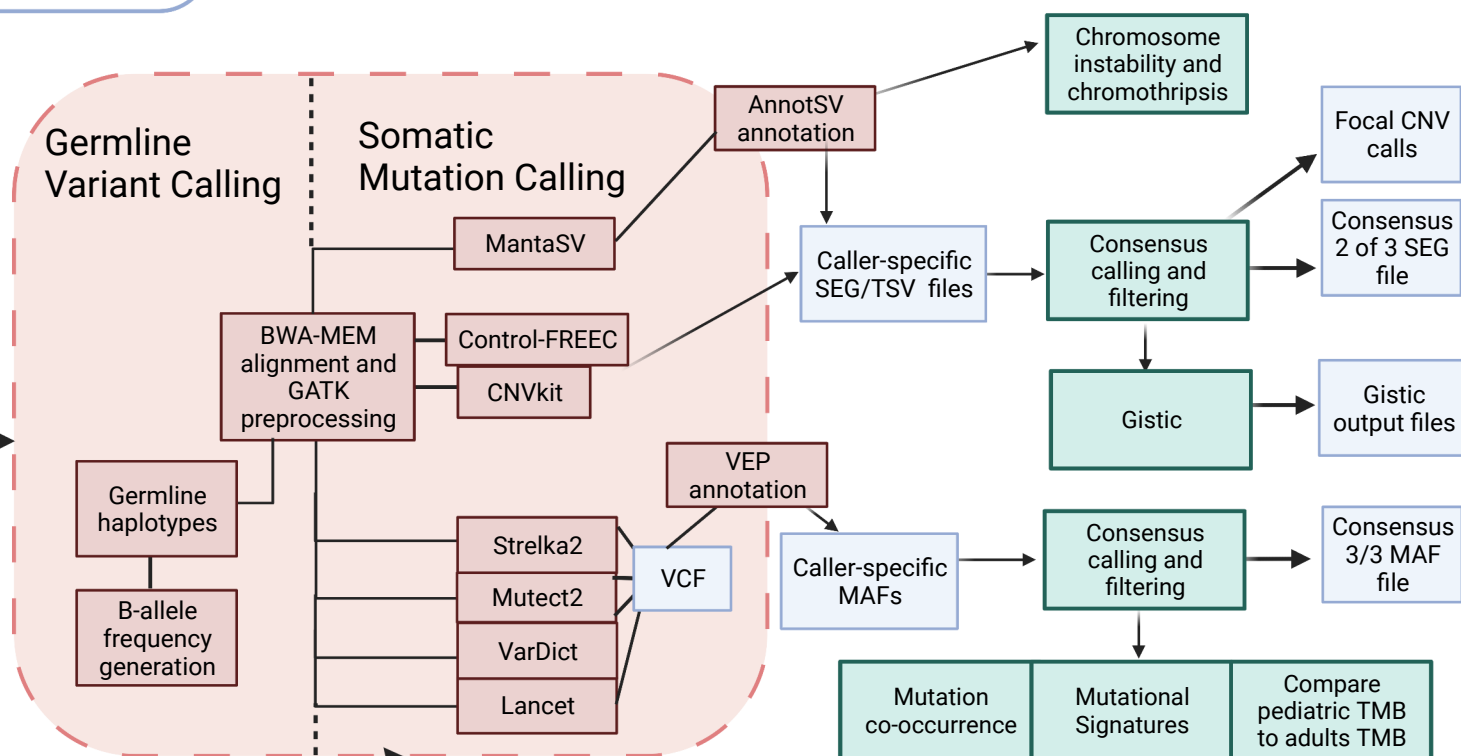 Germline
Variant Calling
Somatic
Mutation Calling
AnnotSV
annotation
Chromosome
instability and
chromothripsis
Focal CNV
calls
MantaSV
Caller-specific
SEG/TSV files
Consensus
calling and
filtering
Consensus
2 of 3 SEG
file
BWA-MEM
alignment and
GATK
preprocessing
Control-FREEC
CNVkit
Gistic
Gistic
output files
Germline
haplotypes
B-allele
frequency
generation
VEP
annotation
Strelka2
Mutect2
VarDict
Lancet
VCF
Caller-specific
MAFs
Consensus
calling and
filtering
Consensus
3/3 MAF
file
Mutation
co-occurrence
Mutational
Signatures
Compare
pediatric TMB
to adults TMB